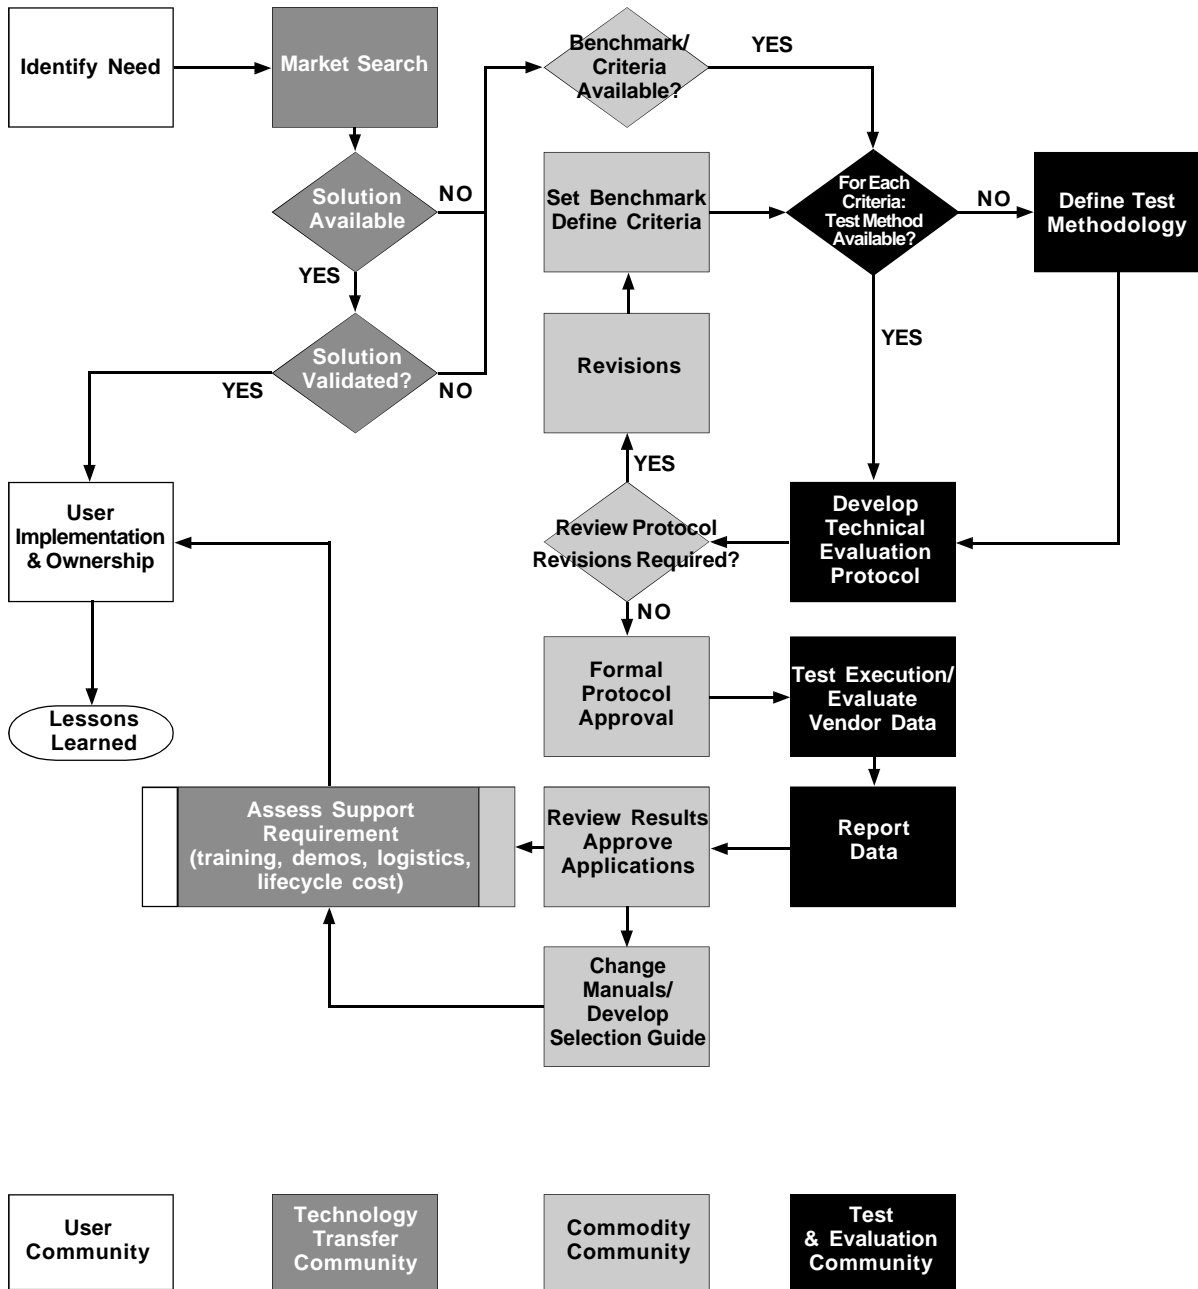 Identify Need
Market Search
Benchmark/
Criteria
Available?
YES
Solution
Available
NO
YES
Set Benchmark
Define Criteria
For Each
Criteria:
Test Method
Available?
NO
Define Test
Methodology
YES
Solution
Validated?
YES
NO
Revisions
YES
User
Implementation
& Ownership
Review Protocol
Revisions Required?
NO
Develop
Technical
Evaluation
Protocol
Lessons
Learned
Formal
Protocol
Approval
Test Execution/
Evaluate
Vendor Data
Assess Support
Requirement
(training, demos, logistics,
lifecycle cost)
Review Results
Approve
Applications
Report
Data
Change
Manuals/
Develop
Selection Guide
User
Community
Technology
Transfer
Community
Commodity
Community
Test
& Evaluation
Community